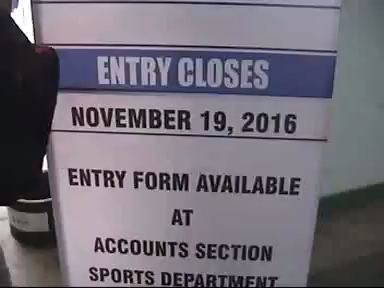 ENTRY CLOSES
NOVEMBER 19, 2016
ENTRY FORM AVAILABLE
AT
ACCOUNTS SECTION
SPORTS DEPARTMENT